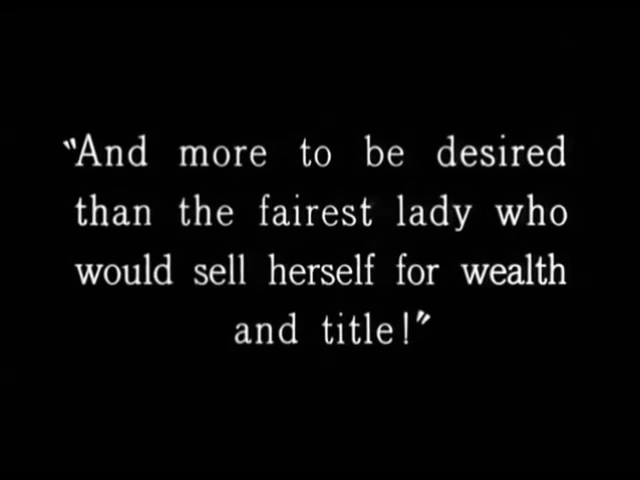 "And more to be desired
than the fairest lady who
would sell herself for wealth
and title!"